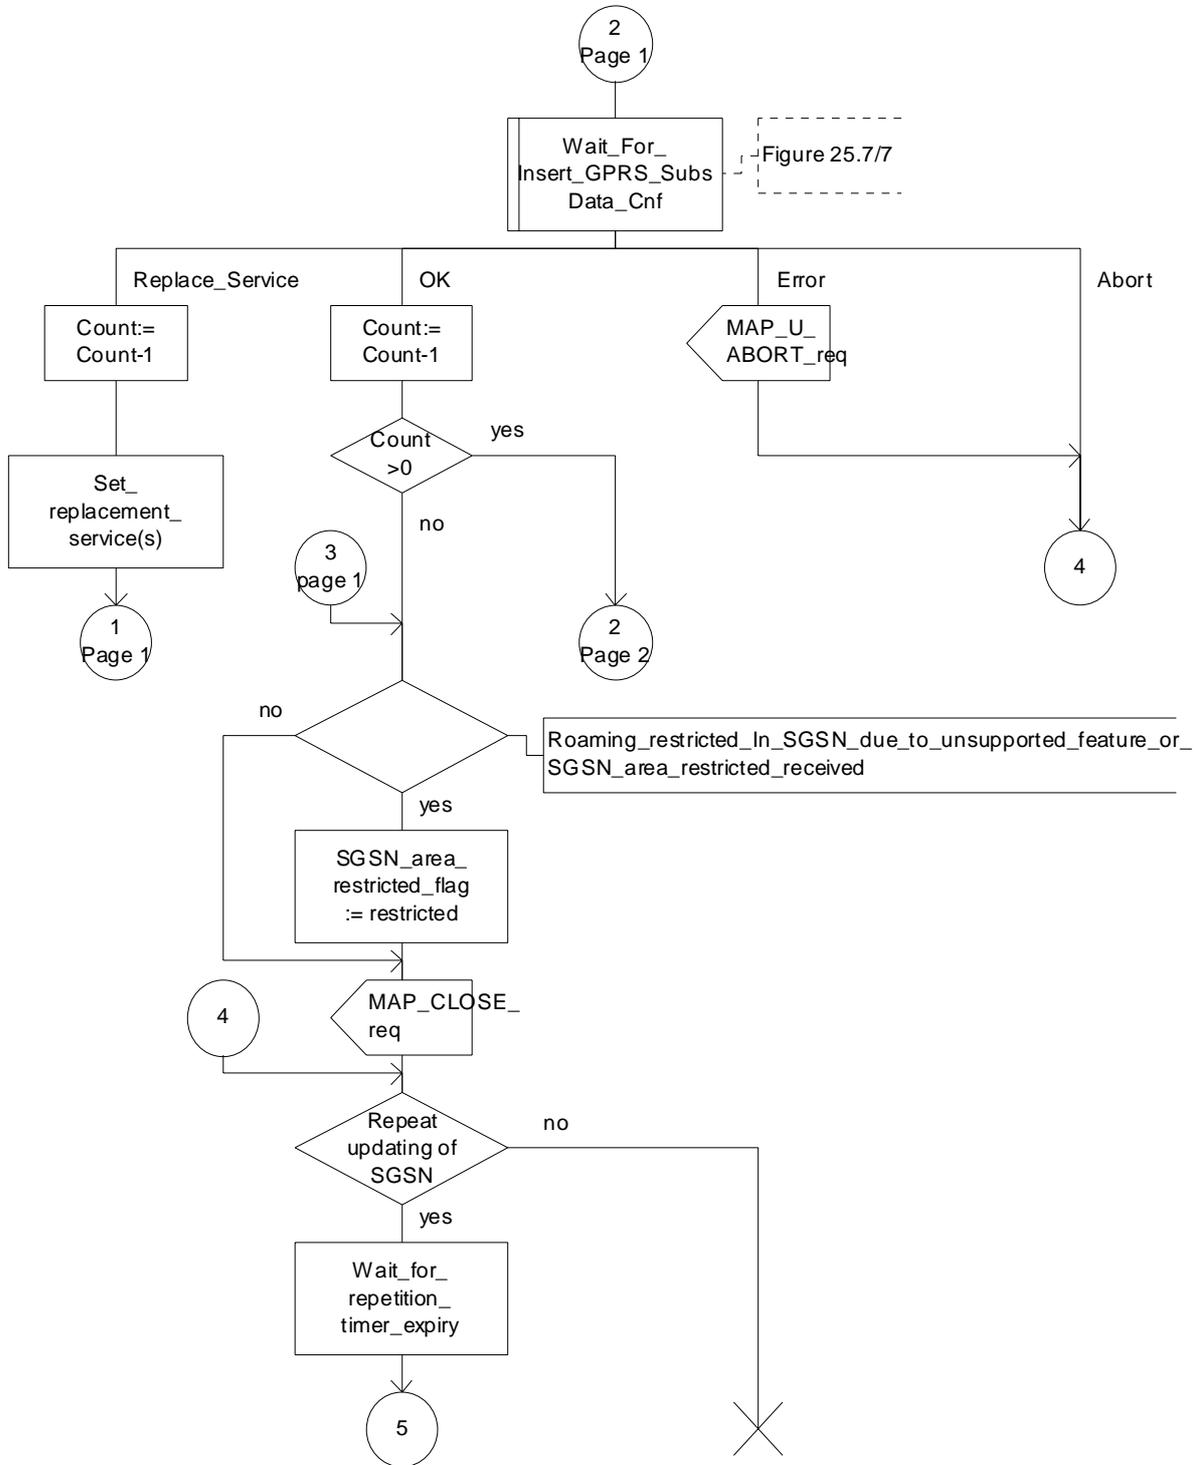 2
Page 1
Wait_For_
Insert_GPRS_Subs
Data_Cnf
Figure 25.7/7
Replace_Service
OK
Error
Abort
Count:=
Count-1
Count:=
Count-1
MAP_U_
ABORT_req
Count
>0
yes
no
Set_
replacement_
service(s)
3
page 1
4
1
Page 1
2
Page 2
no
Roaming_restricted_In_SGSN_due_to_unsupported_feature_or_
SGSN_area_restricted_received
yes
SGSN_area_
restricted_flag
:= restricted
4
MAP_CLOSE_
req
Repeat
updating of
SGSN
no
yes
Wait_for_
repetition_
timer_expiry
5